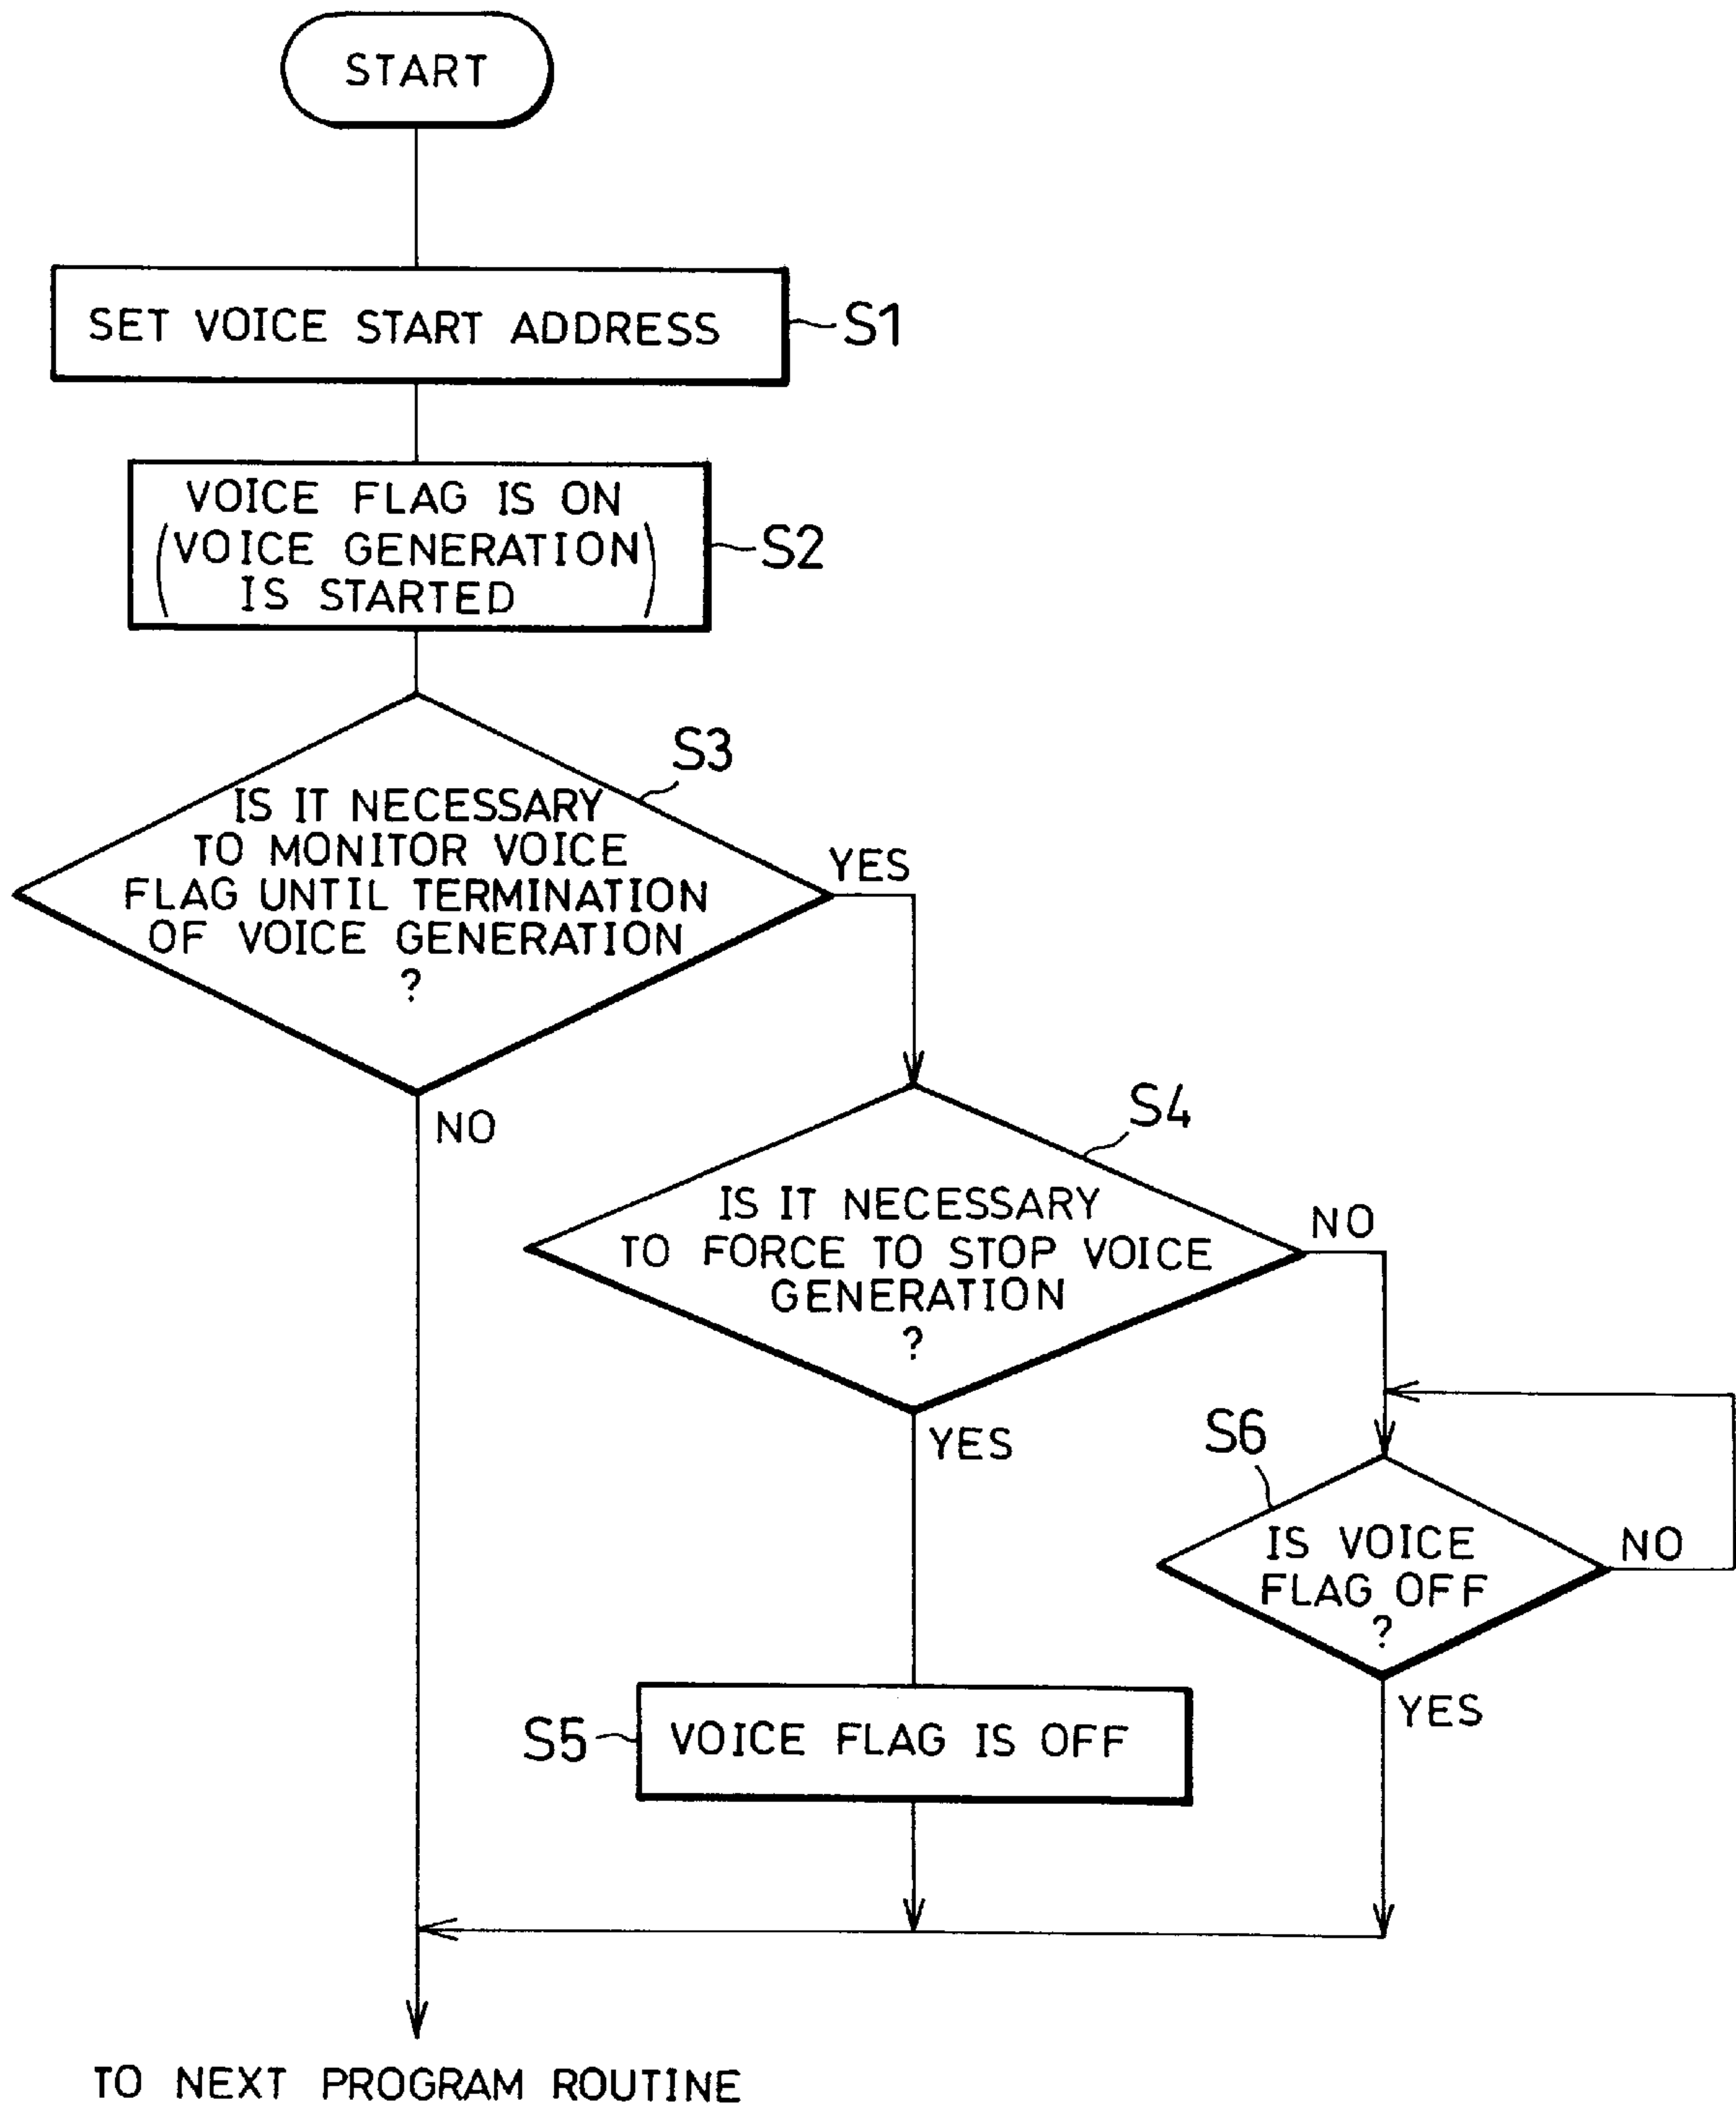 START
SET VOICE START ADDRESS
S1
VOICE FLAG IS ON
(VOICE GENERATION
IS STARTED)
S2
S3
IS IT NECESSARY
TO MONITOR VOICE
FLAG UNTIL TERMINATION
OF VOICE GENERATION
?
YES
NO
S4
IS IT NECESSARY
TO FORCE TO STOP VOICE
GENERATION
?
NO
YES
S6
IS VOICE
FLAG OFF
?
NO
YES
S5
VOICE FLAG IS OFF
TO NEXT PROGRAM ROUTINE